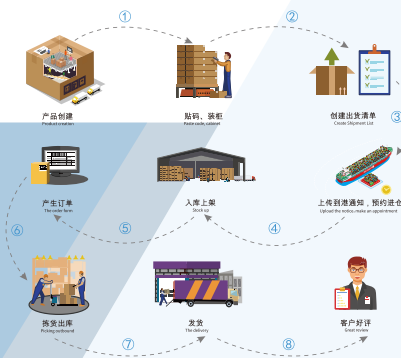 ①
②
产品创建
Product creation
贴码、装柜
Paste code, cabinet
创建出货清单
Create Shipment List
③
产生订单
The order form
入库上架
Stock up
上传到港通知，预约进仓
Upload the notice, make an appointment
⑥
⑤
④
拣货出库
Picking outbound
发货
The delivery
客户好评
Great review
⑦
⑧